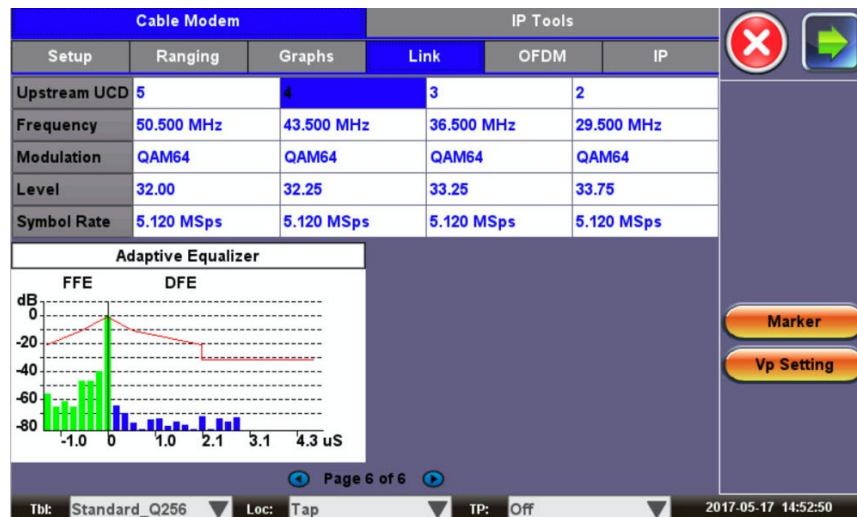 Cable Modem IP Tools
Setup Ranging Graphs Link OFDM IP
Upstream UCD 5 4 3 2
Frequency 50.500 MHz 43.500 MHz 36.500 MHz 29.500 MHz
Modulation QAM64 QAM64 QAM64 QAM64
Level 32.00 32.25 33.25 33.75
Symbol Rate 5.120 MSps 5.120 MSps 5.120 MSps 5.120 MSps
Adaptive Equalizer
FFE DFE
dB
0
-20
-40
-60
-80
-1.0 0 1.0 2.1 3.1 4.3 uS
Marker
Vp Setting
Page 6 of 6
Tbl: Standard_Q256 Loc: Tap TP: Off 2017-05-17 14:52:50